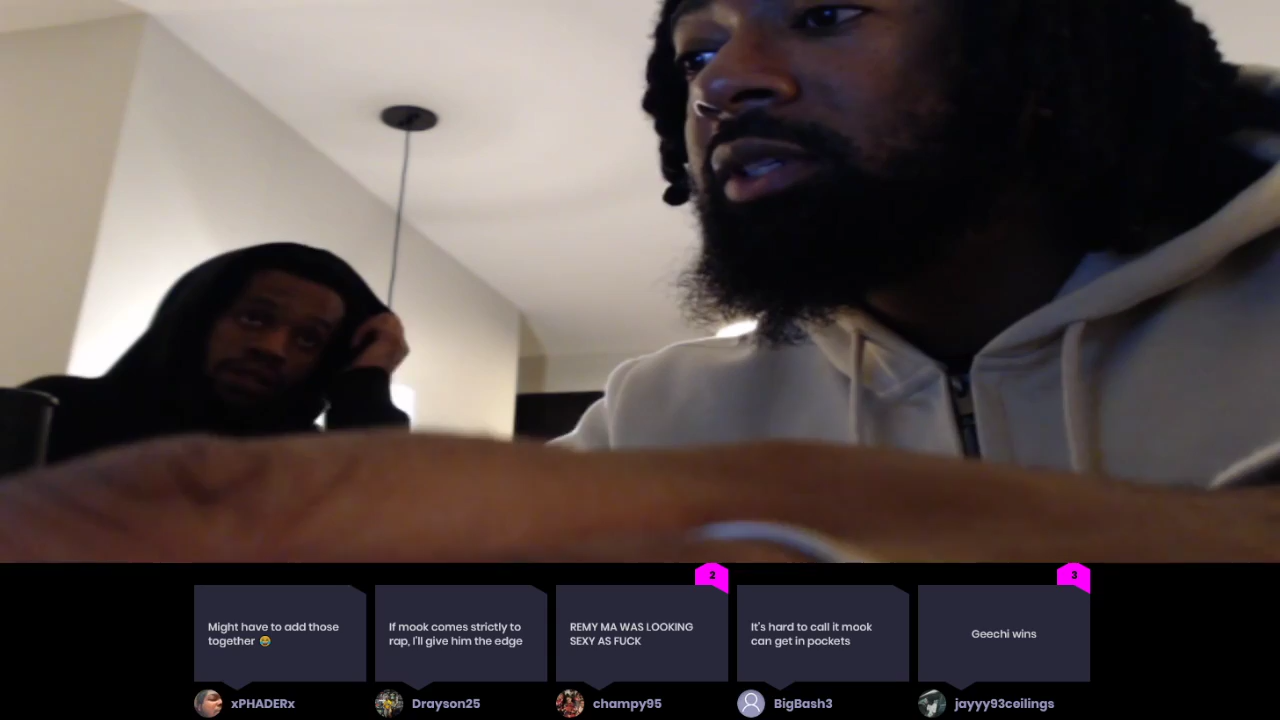 2
3
Might have to add those
together 😂
If mook comes strictly to
rap, I'll give him the edge
REMY MA WAS LOOKING
SEXY AS FUCK
It's hard to call it mook
can get in pockets
Geechi wins
xPHADERx
Drayson25
champy95
BigBash3
jayyy93ceilings